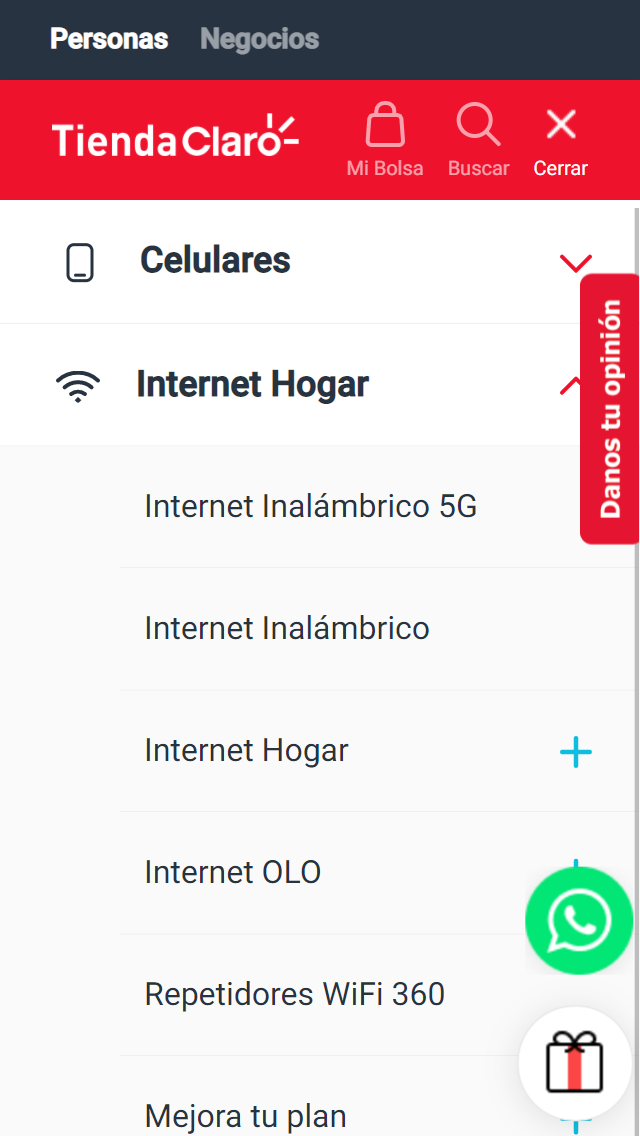 Personas Negocios
Tienda Claro
Mi Bolsa Buscar Cerrar
Celulares
Danos tu opinión
Internet Hogar
Internet Inalámbrico 5G
Internet Inalámbrico
Internet Hogar
Internet OLO
Repetidores WiFi 360
Mejora tu plan